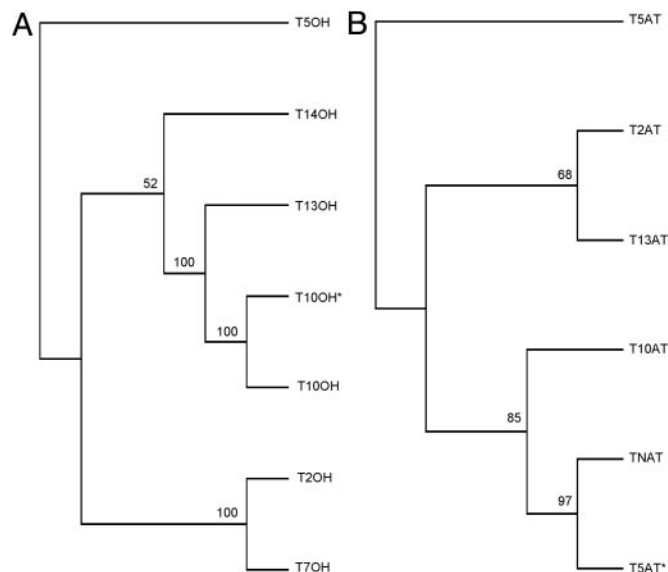 A
T5OH
T14OH
52
T13OH
100
T10OH*
100
T10OH
T2OH
100
T7OH
B
T5AT
T2AT
68
T13AT
T10AT
85
TNAT
97
T5AT*